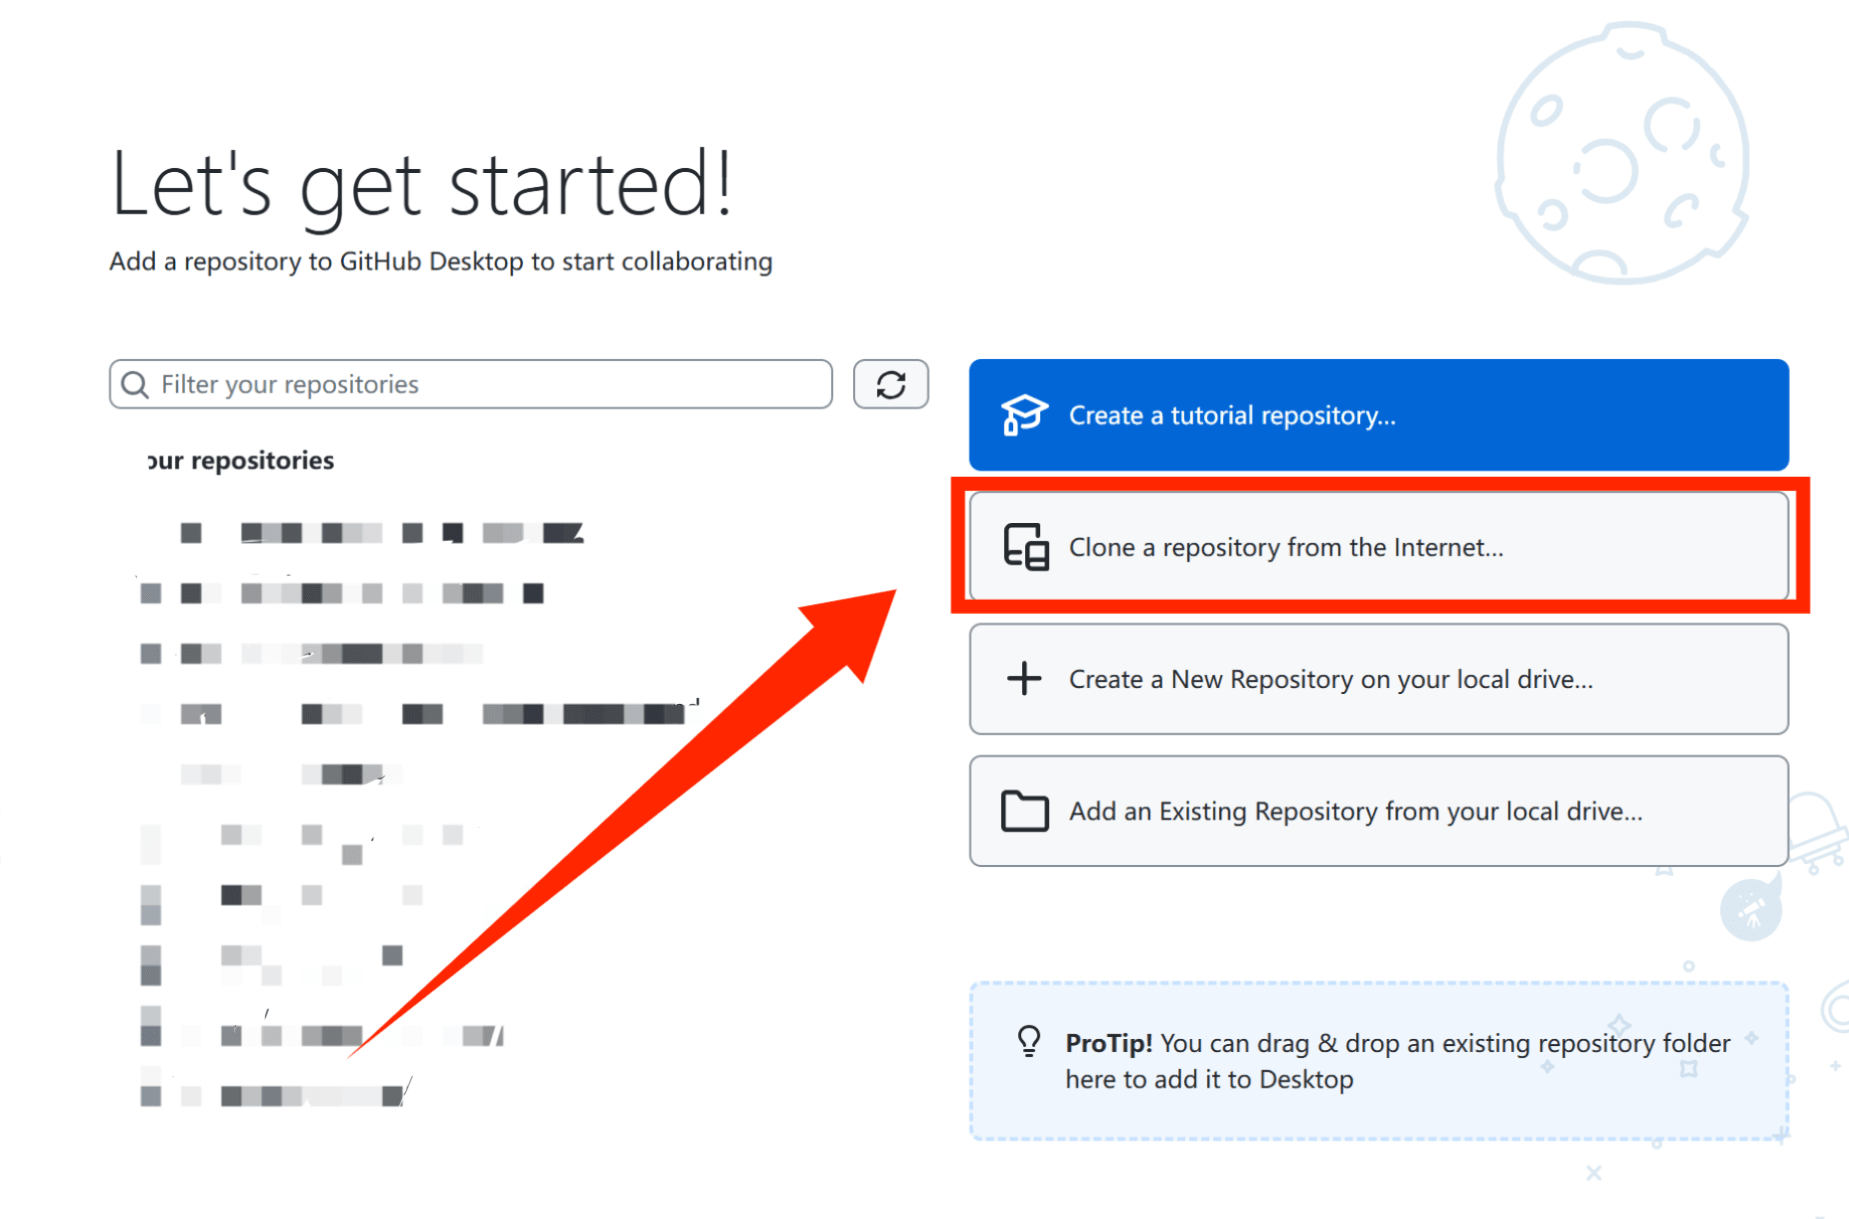 Let's get started!
Add a repository to GitHub Desktop to start collaborating
Filter your repositories
our repositories
Create a tutorial repository...
Clone a repository from the Internet...
Create a New Repository on your local drive...
Add an Existing Repository from your local drive...
ProTip! You can drag & drop an existing repository folder
here to add it to Desktop